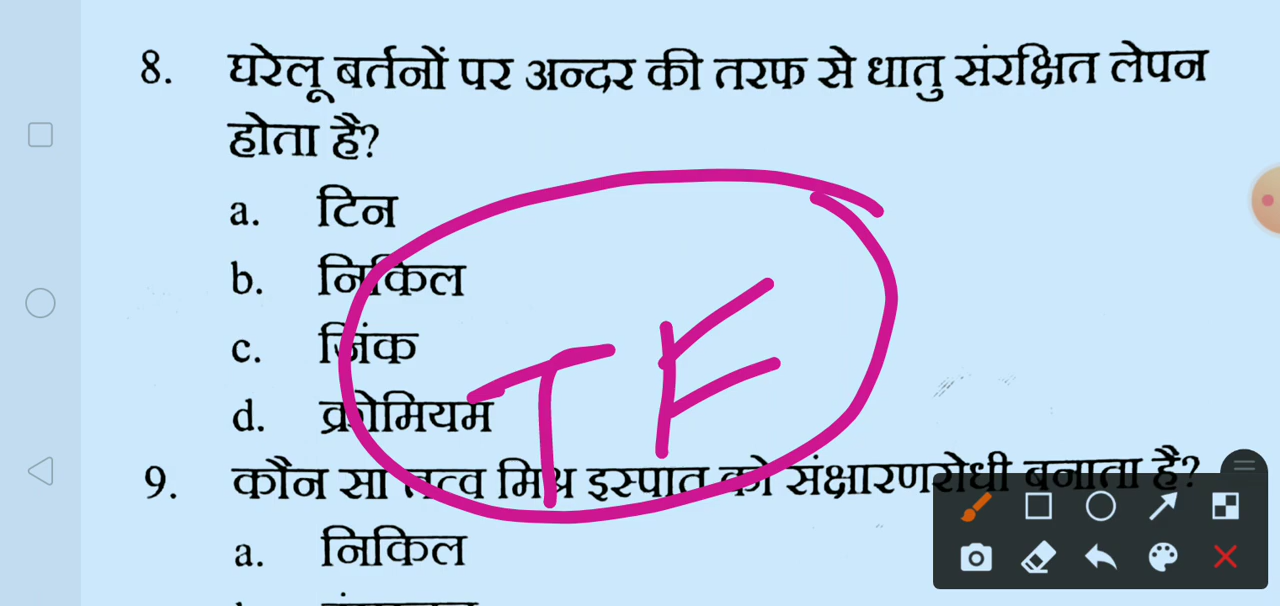 8. घरेलू बर्तनों पर अन्दर की तरफ से धातु संरक्षित लेपन
होता है?
a. टिन
b. निकिल
c. जिंक
d. क्रोमियम
TF
9. कौन सा तत्व मिश्र इस्पात को संक्षारणरोधी बनाता है?
a. निकिल